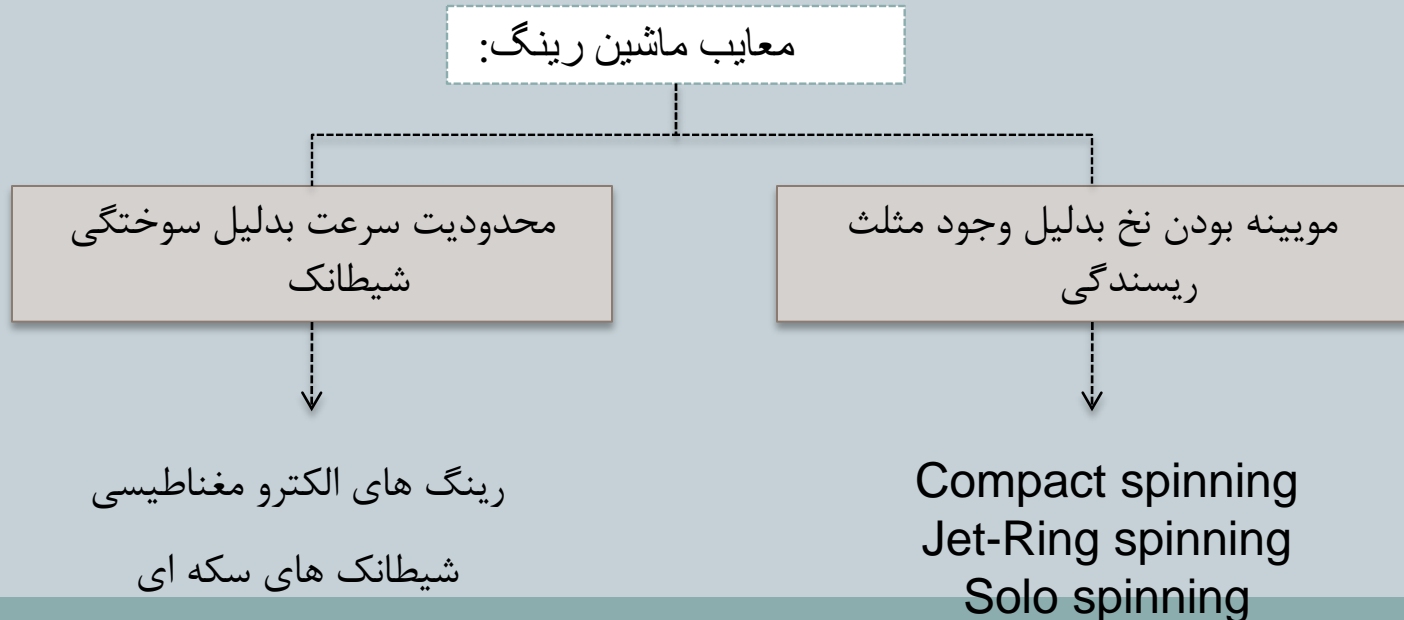 معایب ماشین رینگ:
مویینه بودن نخ بدلیل وجود مثلث
ریسندگی
محدودیت سرعت بدلیل سوختگی
شیطانک
Compact spinning
Jet-Ring spinning
Solo spinning
رینگ های الکترو مغناطیسی
شیطانک های سکه ای